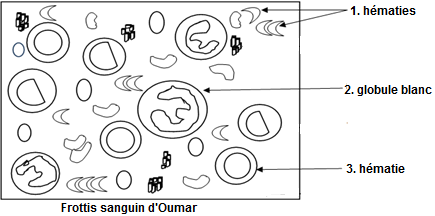 1. hématies
2. globule blanc
3. hématie
Frottis sanguin d'Oumar